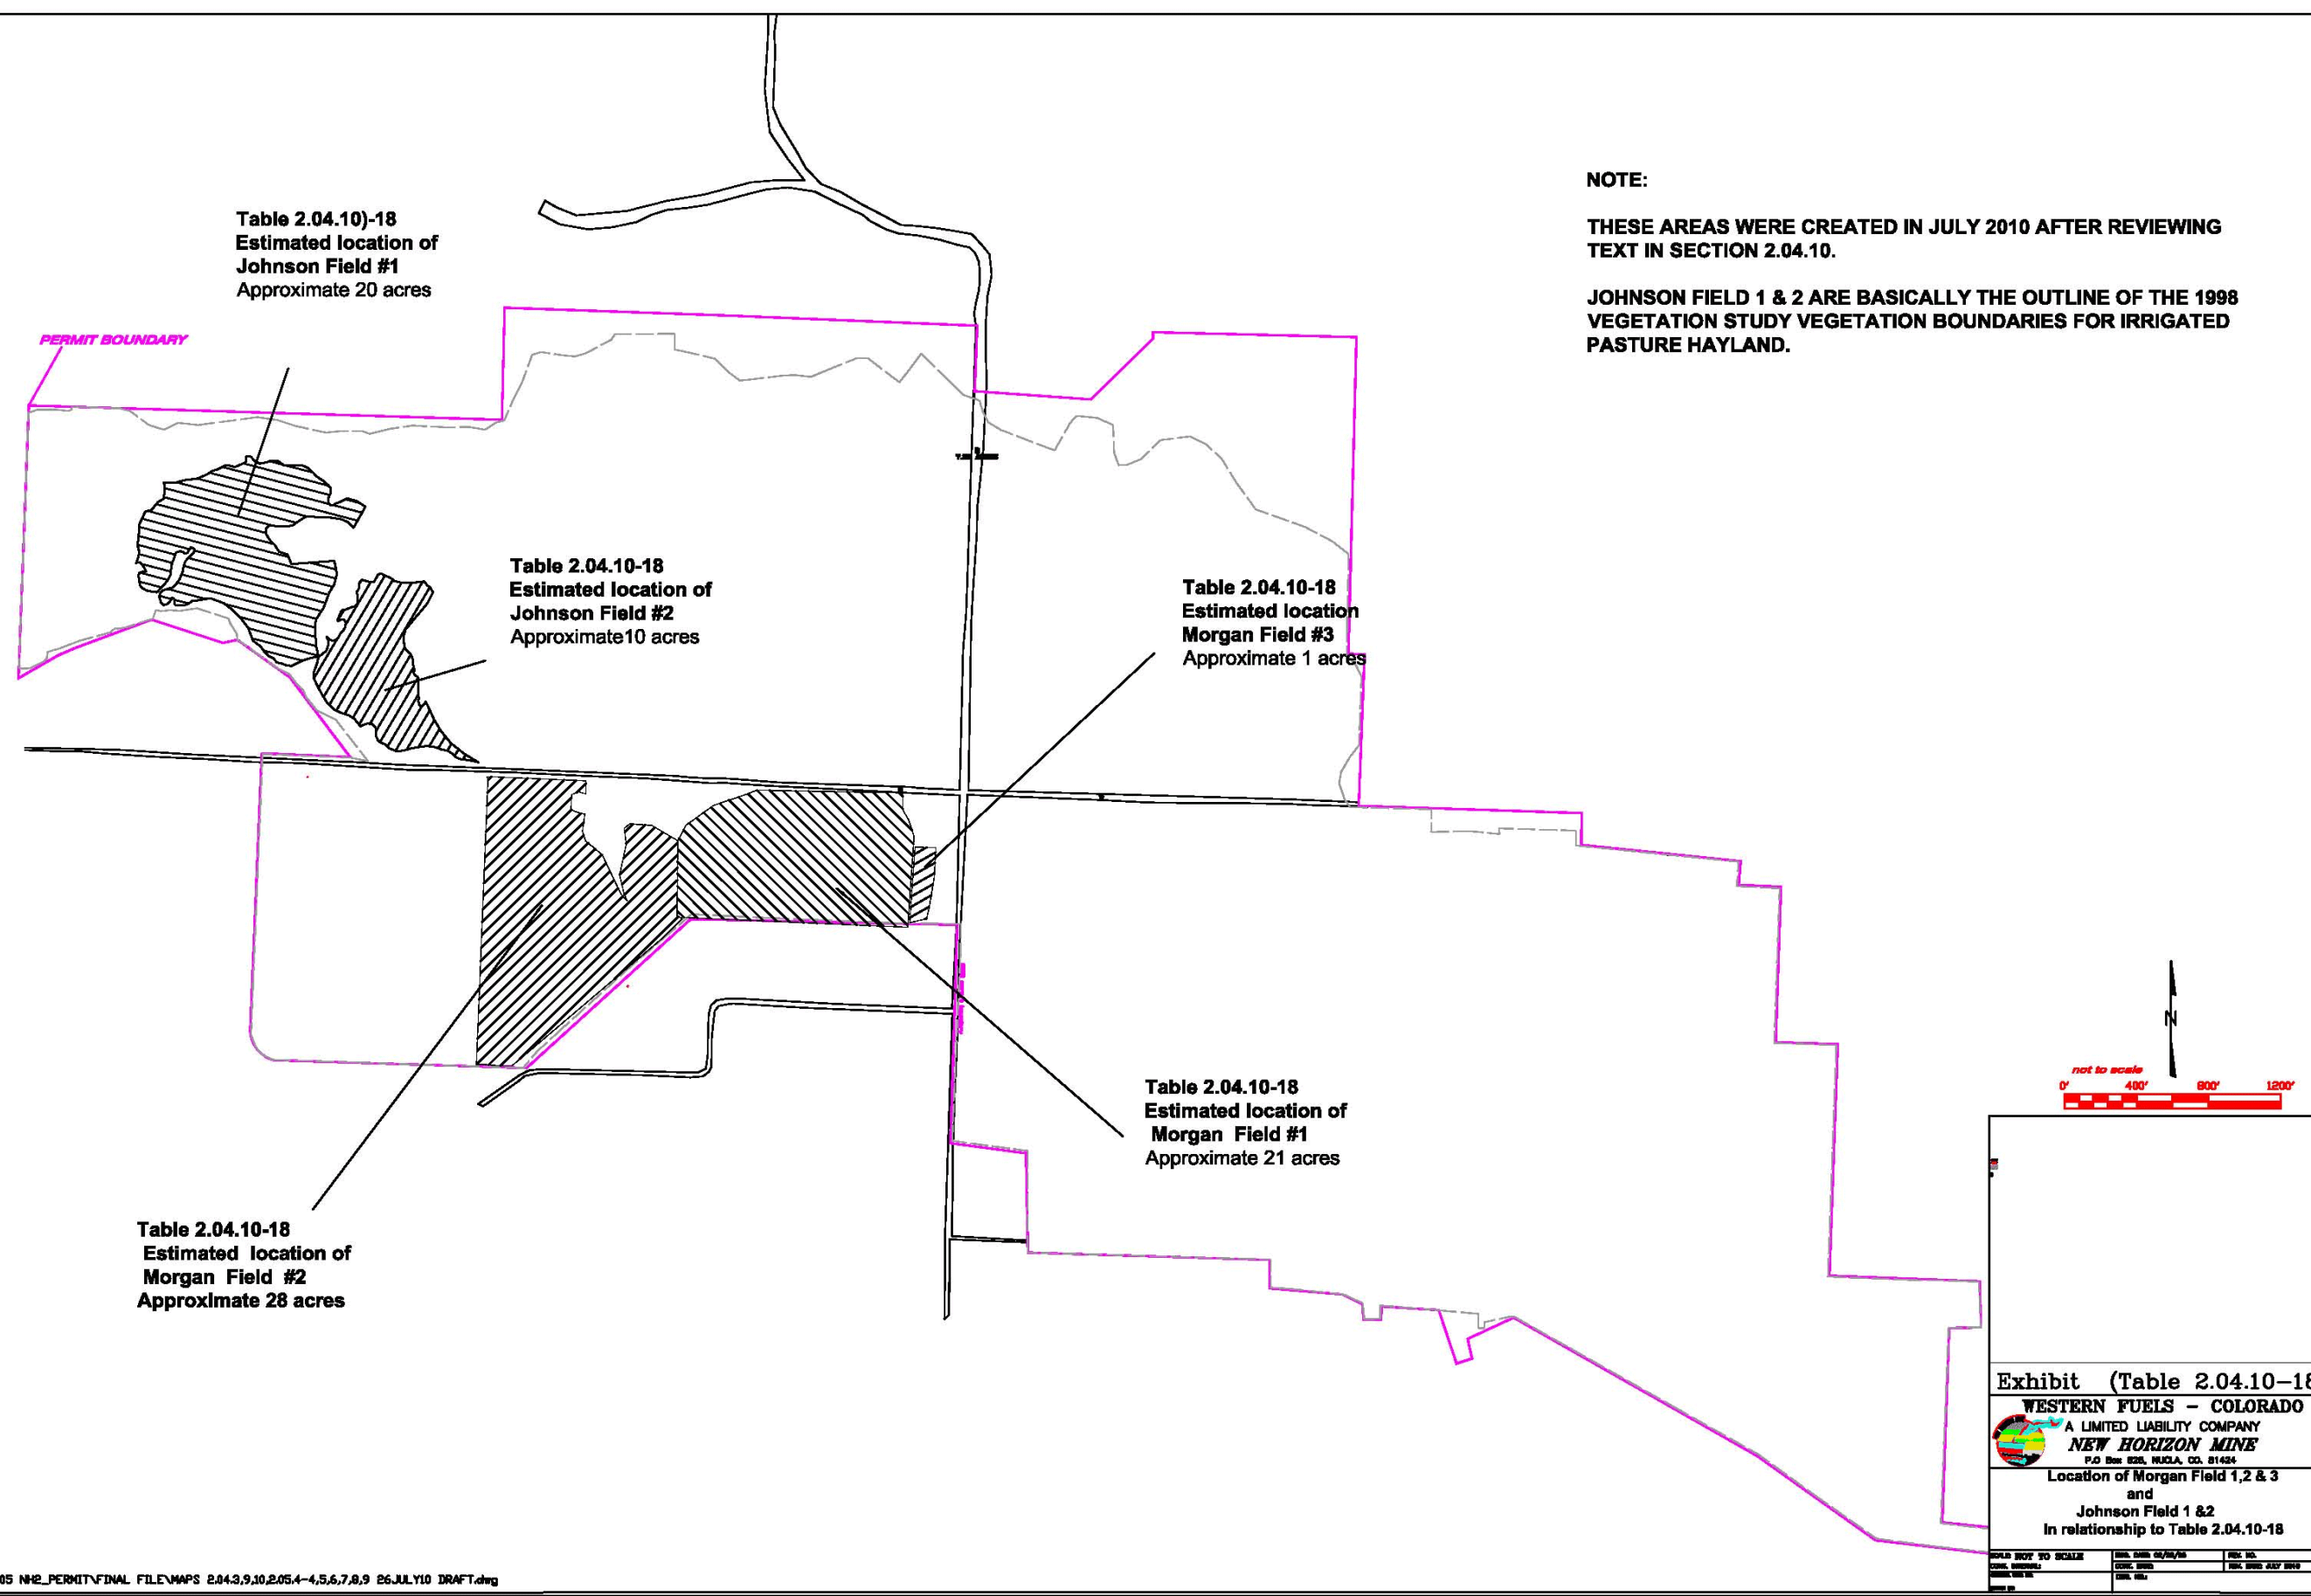 Table 2.04.10)-18
Estimated location of
Johnson Field #1
Approximate 20 acres
PERMIT BOUNDARY
NOTE:
THESE AREAS WERE CREATED IN JULY 2010 AFTER REVIEWING
TEXT IN SECTION 2.04.10.
JOHNSON FIELD 1 & 2 ARE BASICALLY THE OUTLINE OF THE 1998
VEGETATION STUDY VEGETATION BOUNDARIES FOR IRRIGATED
PASTURE HAYLAND.
Table 2.04.10-18
Estimated location of
Johnson Field #2
Approximate10 acres
Table 2.04.10-18
Estimated location
Morgan Field #3
Approximate 1 acres
Table 2.04.10-18
Estimated location of
Morgan Field #1
Approximate 21 acres
Table 2.04.10-18
Estimated location of
Morgan Field #2
Approximate 28 acres
N
not to scale
0' 400' 800' 1200'
Exhibit (Table 2.04.10-18
WESTERN FUELS - COLORADO
A LIMITED LIABILITY COMPANY
NEW HORIZON MINE
P.O Box 628, NUCLA, CO. 81424
Location of Morgan Field 1,2 & 3
and
Johnson Field 1 &2
In relationship to Table 2.04.10-18
NOT TO SCALE
05 NH2_PERMIT\FINAL FILE\MAPS 2.04.3,9,10,2.05.4-4,5,6,7,8,9 26JULY10 DRAFT.dwg